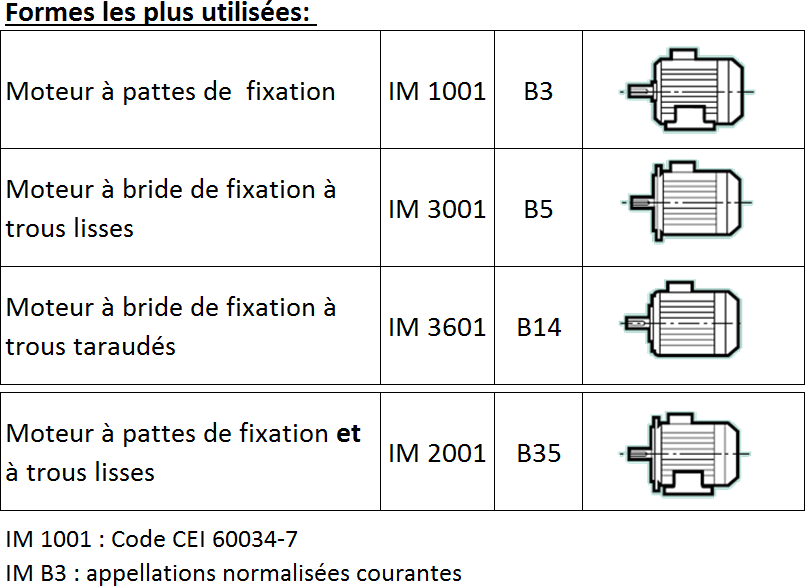 Formes les plus utilisées:
Moteur à pattes de fixation IM 1001 B3
Moteur à bride de fixation à
trous lisses
IM 3001 B5
Moteur à bride de fixation à
trous taraudés
IM 3601 B14
Moteur à pattes de fixation et
à trous lisses
IM 2001 B35
IM 1001 : Code CEI 60034-7
IM B3 : appellations normalisées courantes